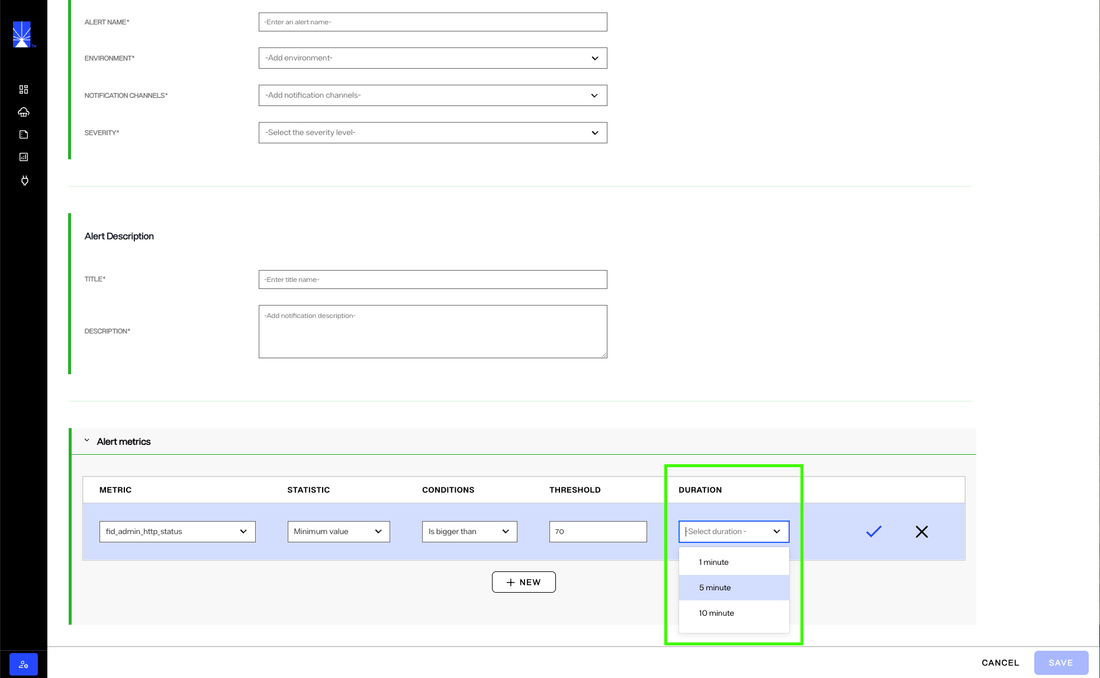 ALERT NAME*
-Enter an alert name-
ENVIRONMENT*
-Add environment-
NOTIFICATION CHANNELS*
-Add notification channels-
SEVERITY*
-Select the severity level-
Alert Description
TITLE*
-Enter title name-
DESCRIPTION*
-Add notification description-
Alert metrics
METRIC STATISTIC CONDITIONS THRESHOLD DURATION
fid_admin_http_status Minimum value Is bigger than 70 -Select duration -
1 minute
5 minute
10 minute
+ NEW
CANCEL SAVE